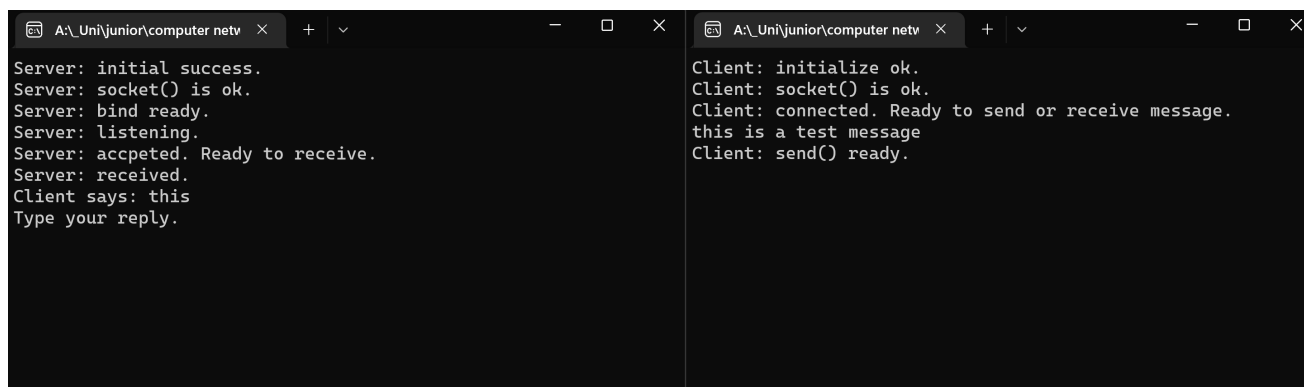 A:\_Uni\junior\computer netw
Server: initial success.
Server: socket() is ok.
Server: bind ready.
Server: listening.
Server: accpeted. Ready to receive.
Server: received.
Client says: this
Type your reply.
A:\_Uni\junior\computer netw
Client: initialize ok.
Client: socket() is ok.
Client: connected. Ready to send or receive message.
this is a test message
Client: send() ready.